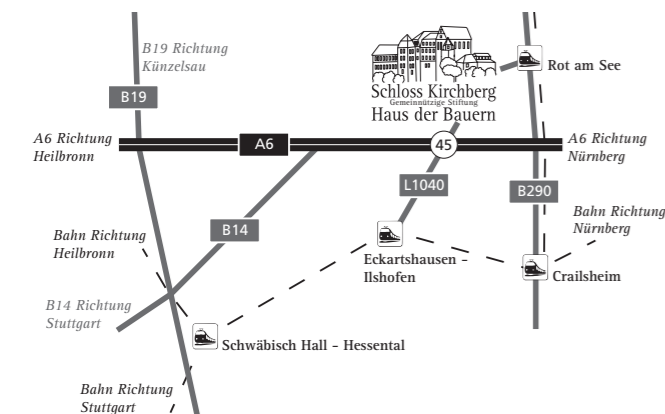 B19 Richtung
Künzelsau
B19
Rot am See
Schloss Kirchberg
Gemeinnützige Stiftung
Haus der Bauern
A6 Richtung
Heilbronn
A6
45
A6 Richtung
Nürnberg
L1040
B290
Bahn Richtung
Nürnberg
B14
Bahn Richtung
Heilbronn
Eckartshausen -
Ilshofen
Crailsheim
B14 Richtung
Stuttgart
Schwäbisch Hall - Hessental
Bahn Richtung
Stuttgart